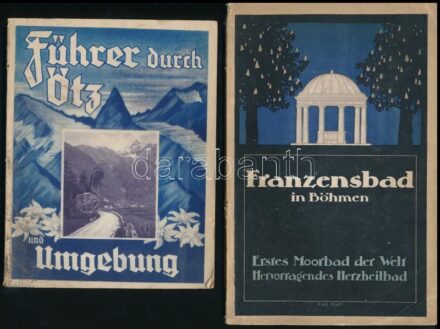 Führer durch
Ötz
und
Umgebung
Franzensbad
in Böhmen
Erstes Moorbad der Welt
Hervorragendes Herzheilbad
darabanth